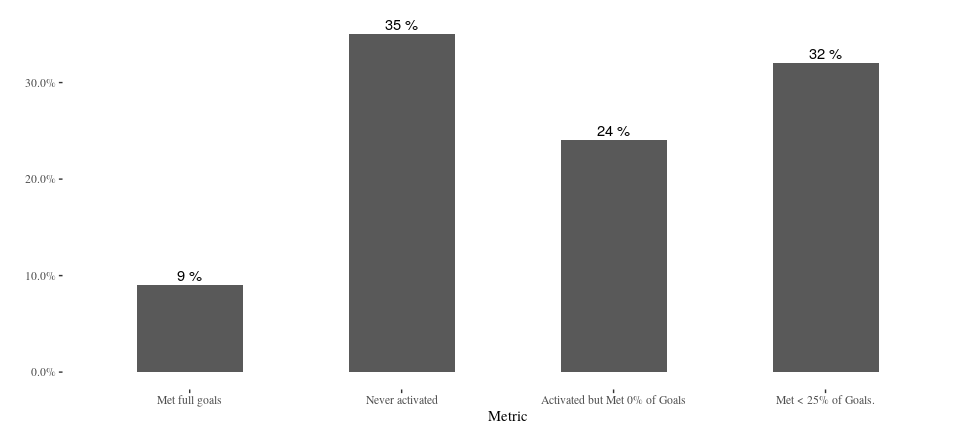 35 %
32 %
30.0%
24 %
20.0%
10.0%
9 %
0.0%
Met full goals
Never activated
Activated but Met 0% of Goals
Met < 25% of Goals.
Metric